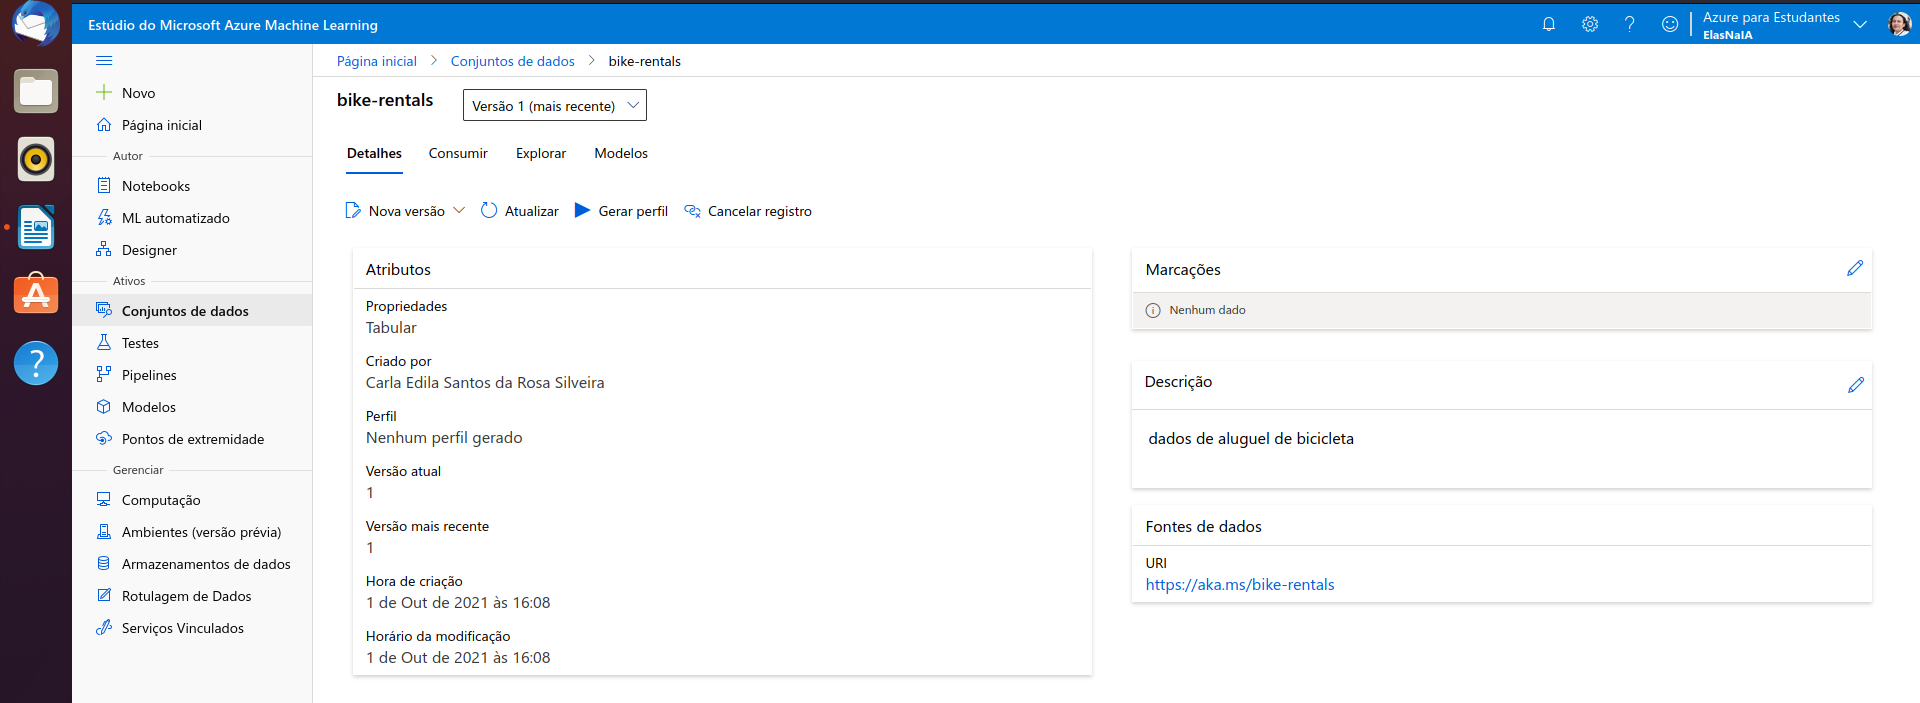 Estúdio do Microsoft Azure Machine Learning
Azure para Estudantes
ElasNaIA
Novo
Página inicial
Autor
Notebooks
ML automatizado
Designer
Ativos
Conjuntos de dados
Testes
Pipelines
Modelos
Pontos de extremidade
Gerenciar
Computação
Ambientes (versão prévia)
Armazenamentos de dados
Rotulagem de Dados
Serviços Vinculados
Página inicial > Conjuntos de dados > bike-rentals
bike-rentals
Versão 1 (mais recente)
Detalhes Consumir Explorar Modelos
Nova versão Atualizar Gerar perfil Cancelar registro
Atributos
Propriedades
Tabular
Criado por
Carla Edila Santos da Rosa Silveira
Perfil
Nenhum perfil gerado
Versão atual
1
Versão mais recente
1
Hora de criação
1 de Out de 2021 às 16:08
Horário da modificação
1 de Out de 2021 às 16:08
Marcações
Nenhum dado
Descrição
dados de aluguel de bicicleta
Fontes de dados
URI
https://aka.ms/bike-rentals